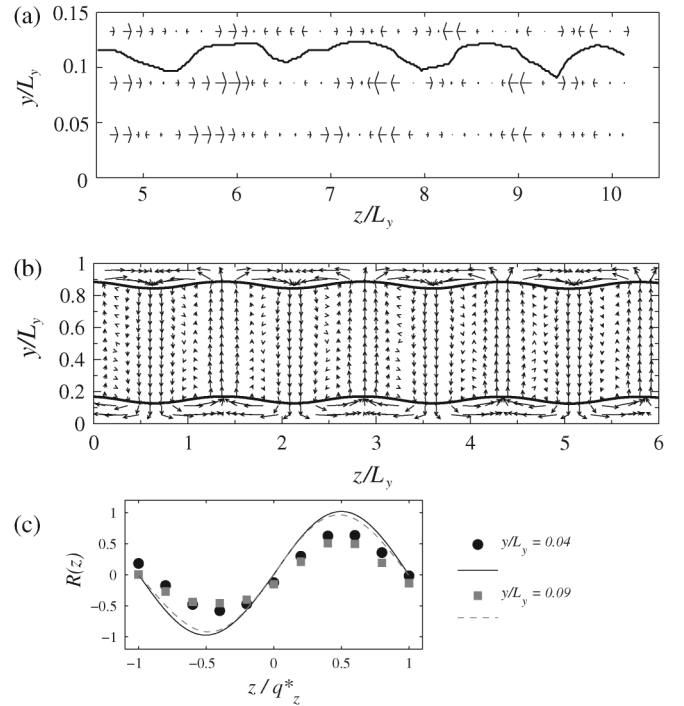 (a)
0.15
0.1
0.05
0
y/L_y
5 6 7 8 9 10
z/L_y
(b)
1
0.8
0.6
0.4
0.2
0
y/L_y
0 1 2 3 4 5 6
z/L_y
(c)
1
0.5
0
−0.5
−1
R(z)
−1 −0.5 0 0.5 1
z / q*_z
y/L_y = 0.04
y/L_y = 0.09